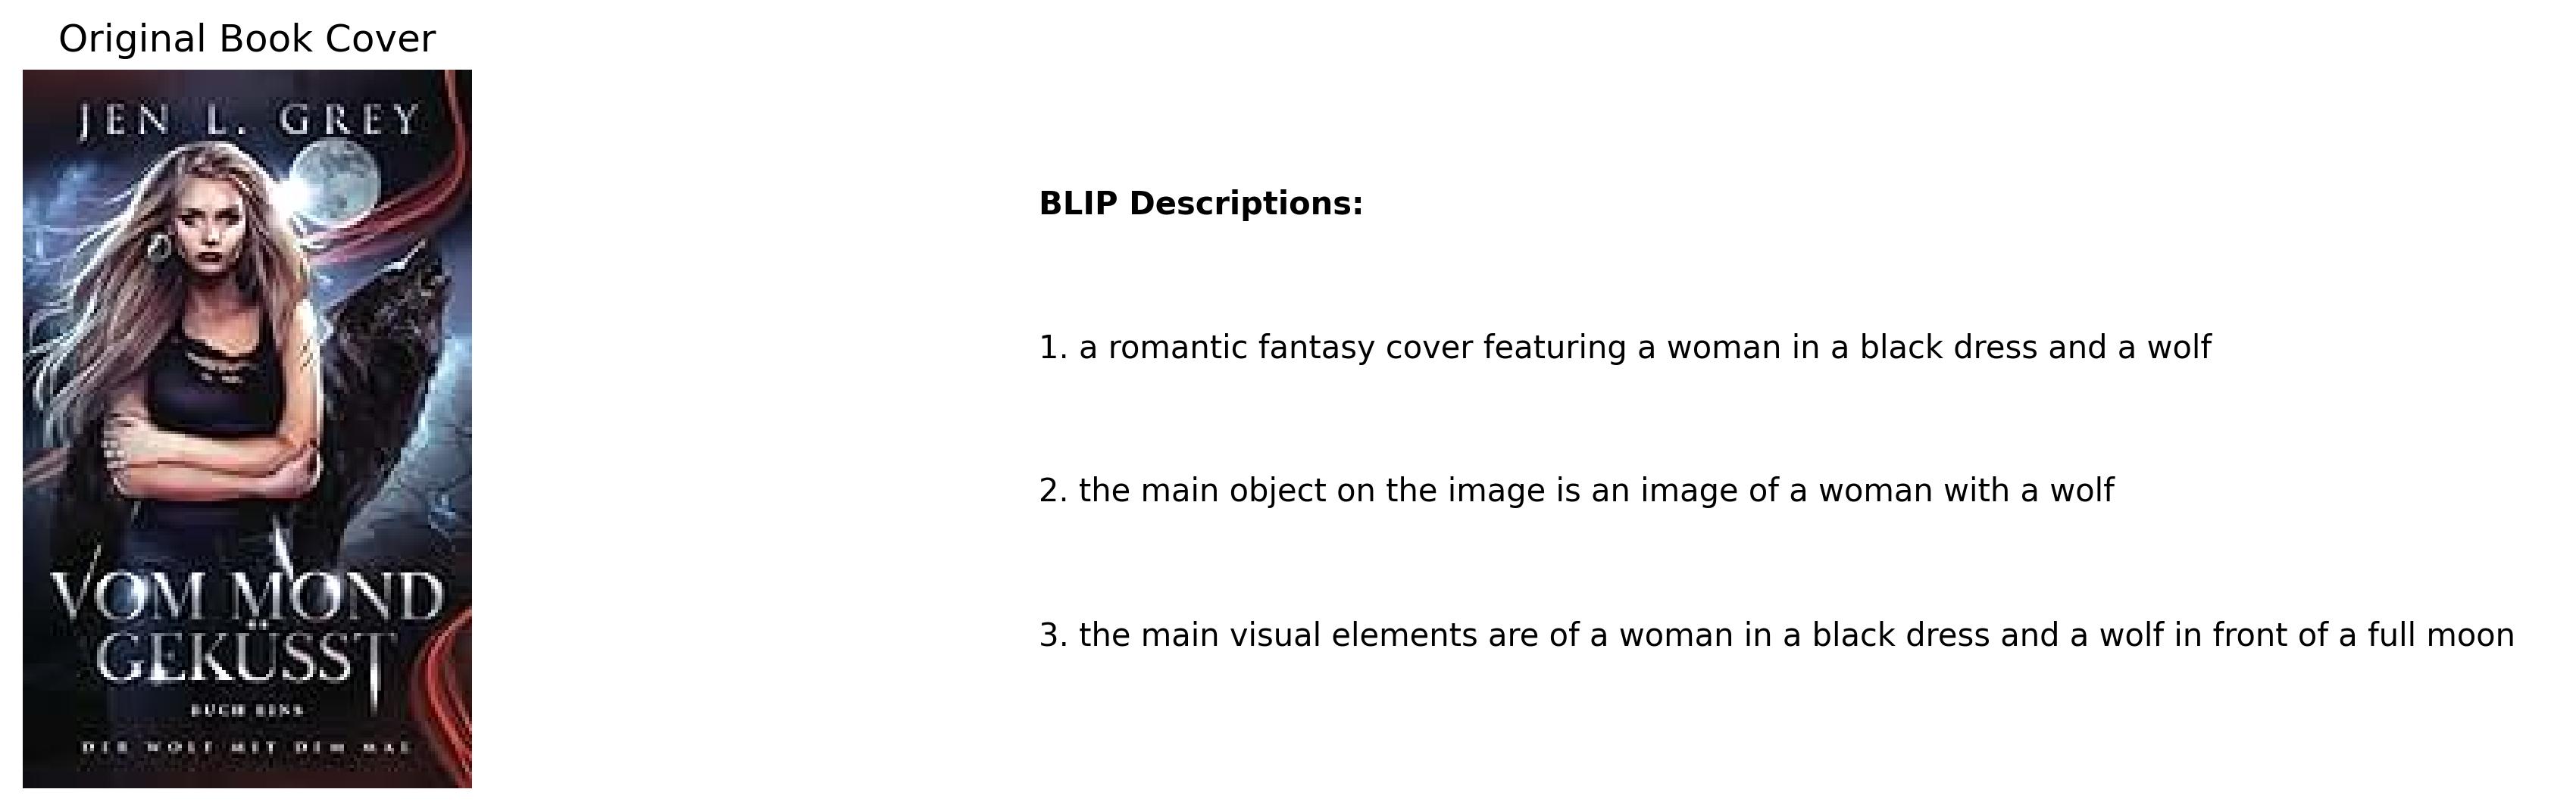 Original Book Cover
JEN L. GREY
VOM MOND
GEKÜSST
BUCH EINS
DER WOLF MIT DEM MAL
BLIP Descriptions:
1. a romantic fantasy cover featuring a woman in a black dress and a wolf
2. the main object on the image is an image of a woman with a wolf
3. the main visual elements are of a woman in a black dress and a wolf in front of a full moon